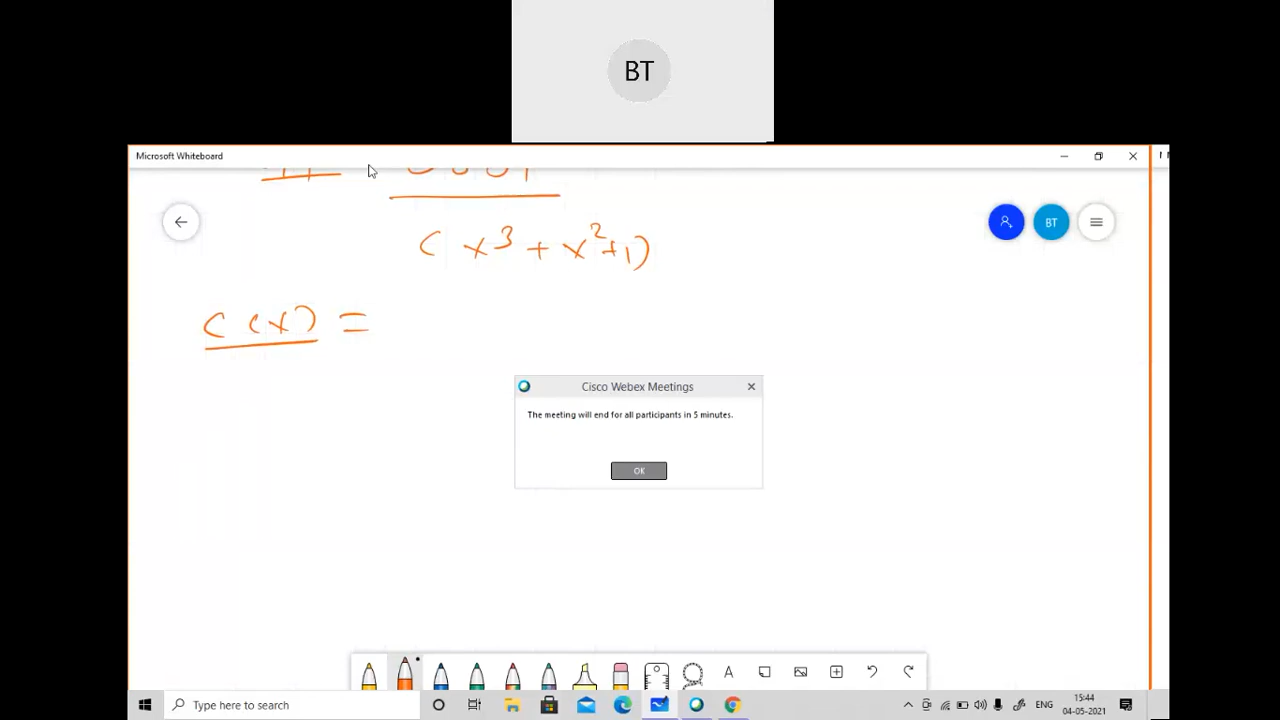 BT
Microsoft Whiteboard
BT
( x³ + x² + 1)
C(x) =
Cisco Webex Meetings
The meeting will end for all participants in 5 minutes.
OK
A
Type here to search
ENG
15:44
04-05-2021